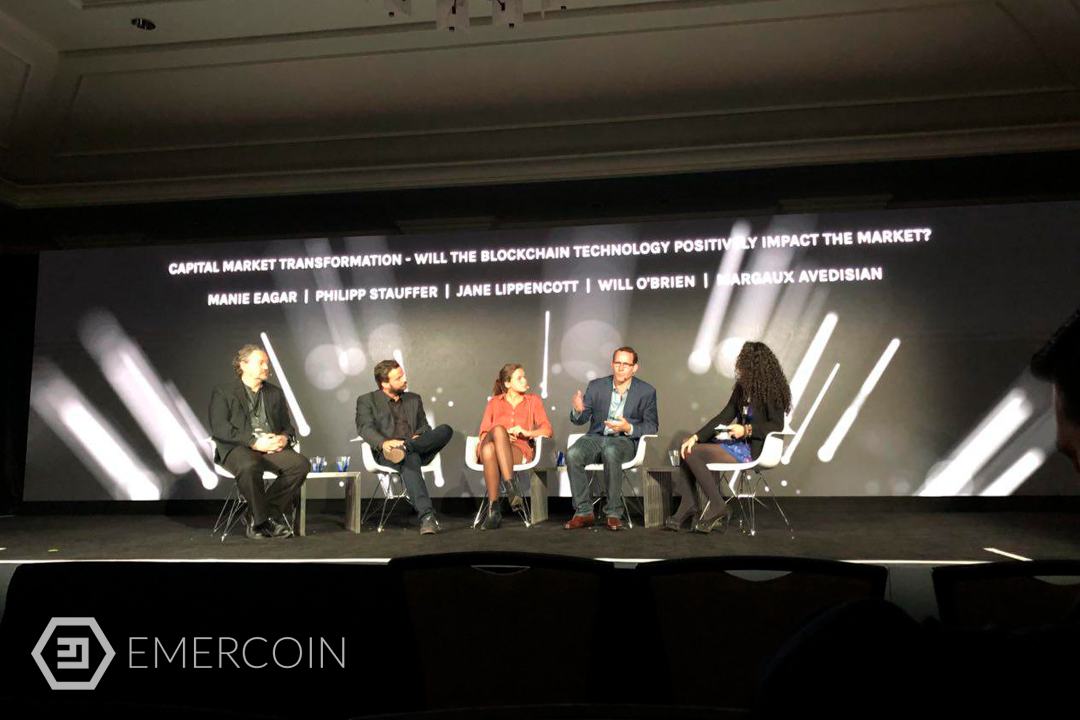 CAPITAL MARKET TRANSFORMATION - WILL THE BLOCKCHAIN TECHNOLOGY POSITIVELY IMPACT THE MARKET?
MANIE EAGAR | PHILIPP STAUFFER | JANE LIPPENCOTT | WILL O'BRIEN | MARGAUX AVEDISIAN
EMERCOIN